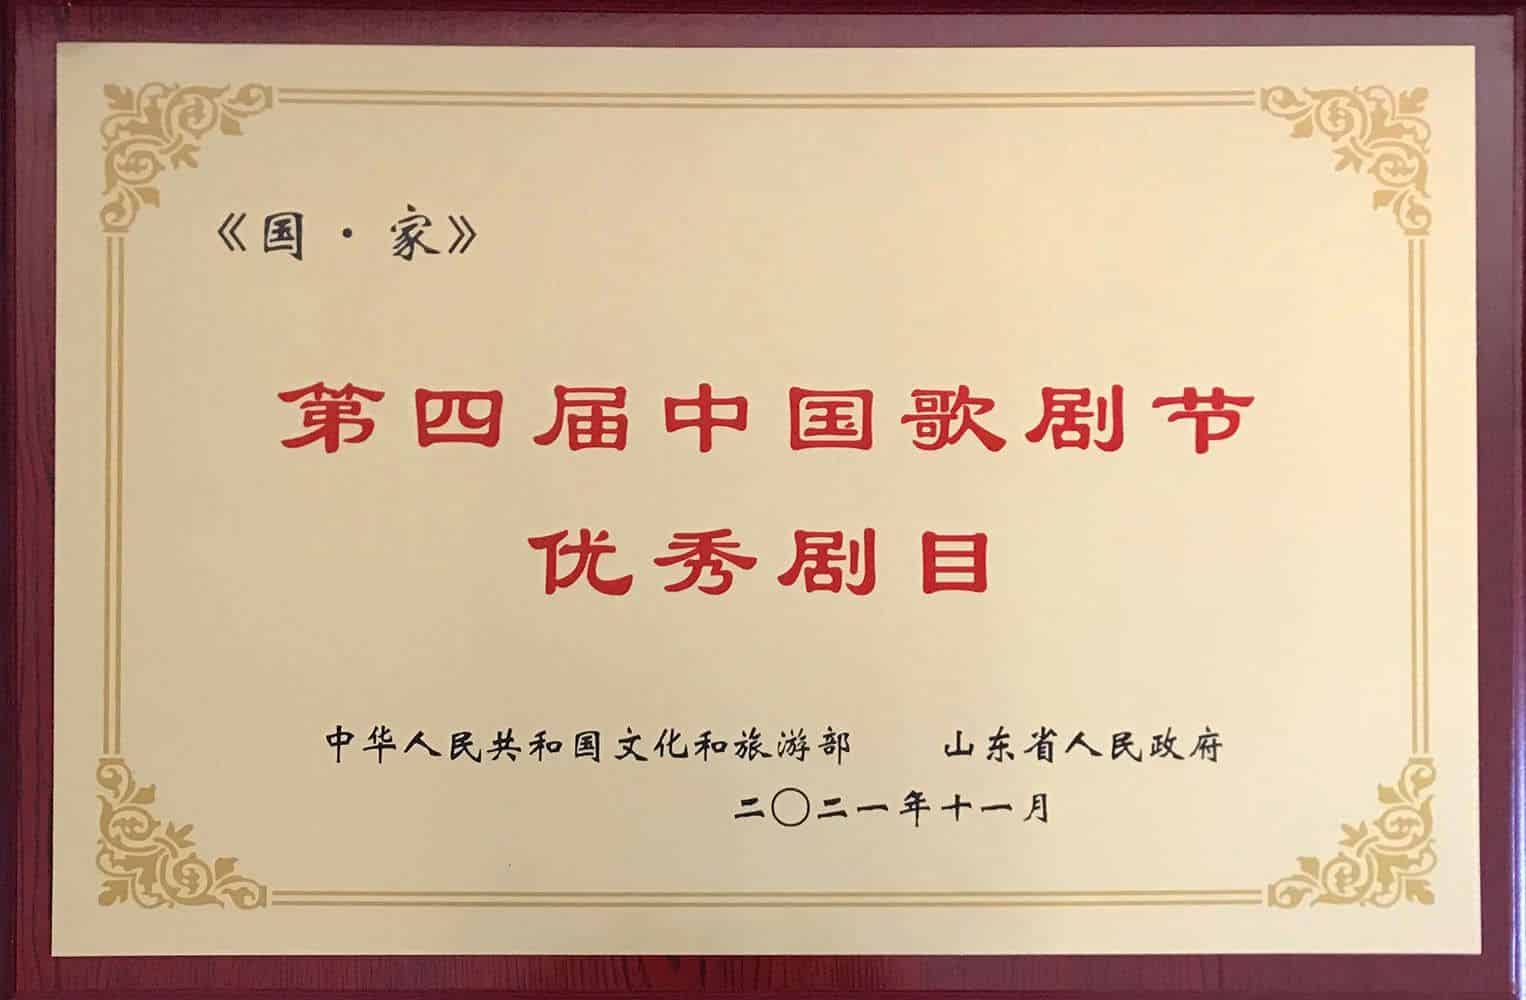 《国·家》
第四届中国歌剧节
优秀剧目
中华人民共和国文化和旅游部 山东省人民政府
二〇二一年十一月